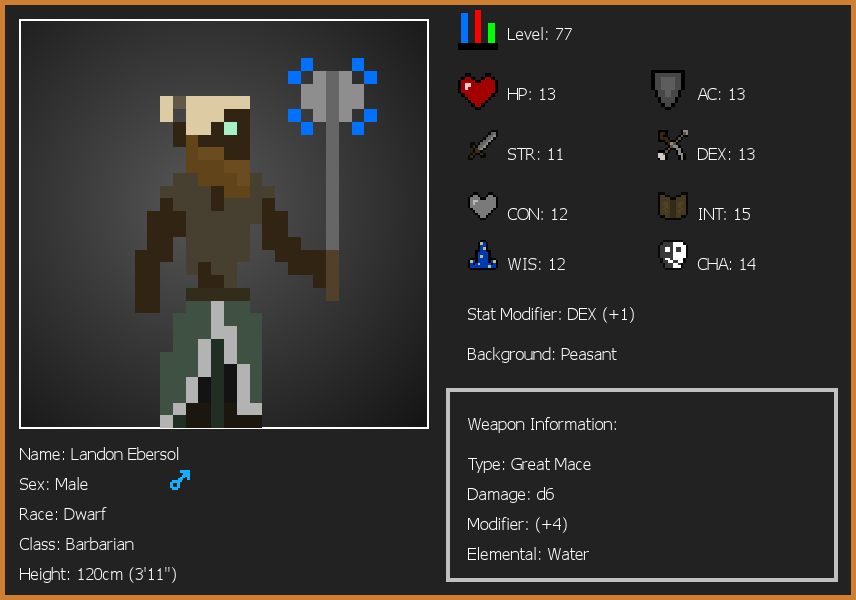 Level: 77
HP: 13
AC: 13
STR: 11
DEX: 13
CON: 12
INT: 15
WIS: 12
CHA: 14
Stat Modifier: DEX (+1)
Background: Peasant
Weapon Information:
Type: Great Mace
Damage: d6
Modifier: (+4)
Elemental: Water
Name: Landon Ebersol
Sex: Male
Race: Dwarf
Class: Barbarian
Height: 120cm (3'11")